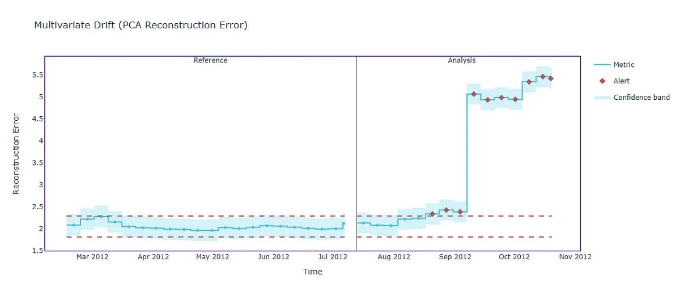 Multivariate Drift (PCA Reconstruction Error)
Reference
Analysis
Metric
Alert
Confidence band
Reconstruction Error
5.5
5
4.5
4
3.5
3
2.5
2
1.5
Mar 2012
Apr 2012
May 2012
Jun 2012
Jul 2012
Aug 2012
Sep 2012
Oct 2012
Nov 2012
Time